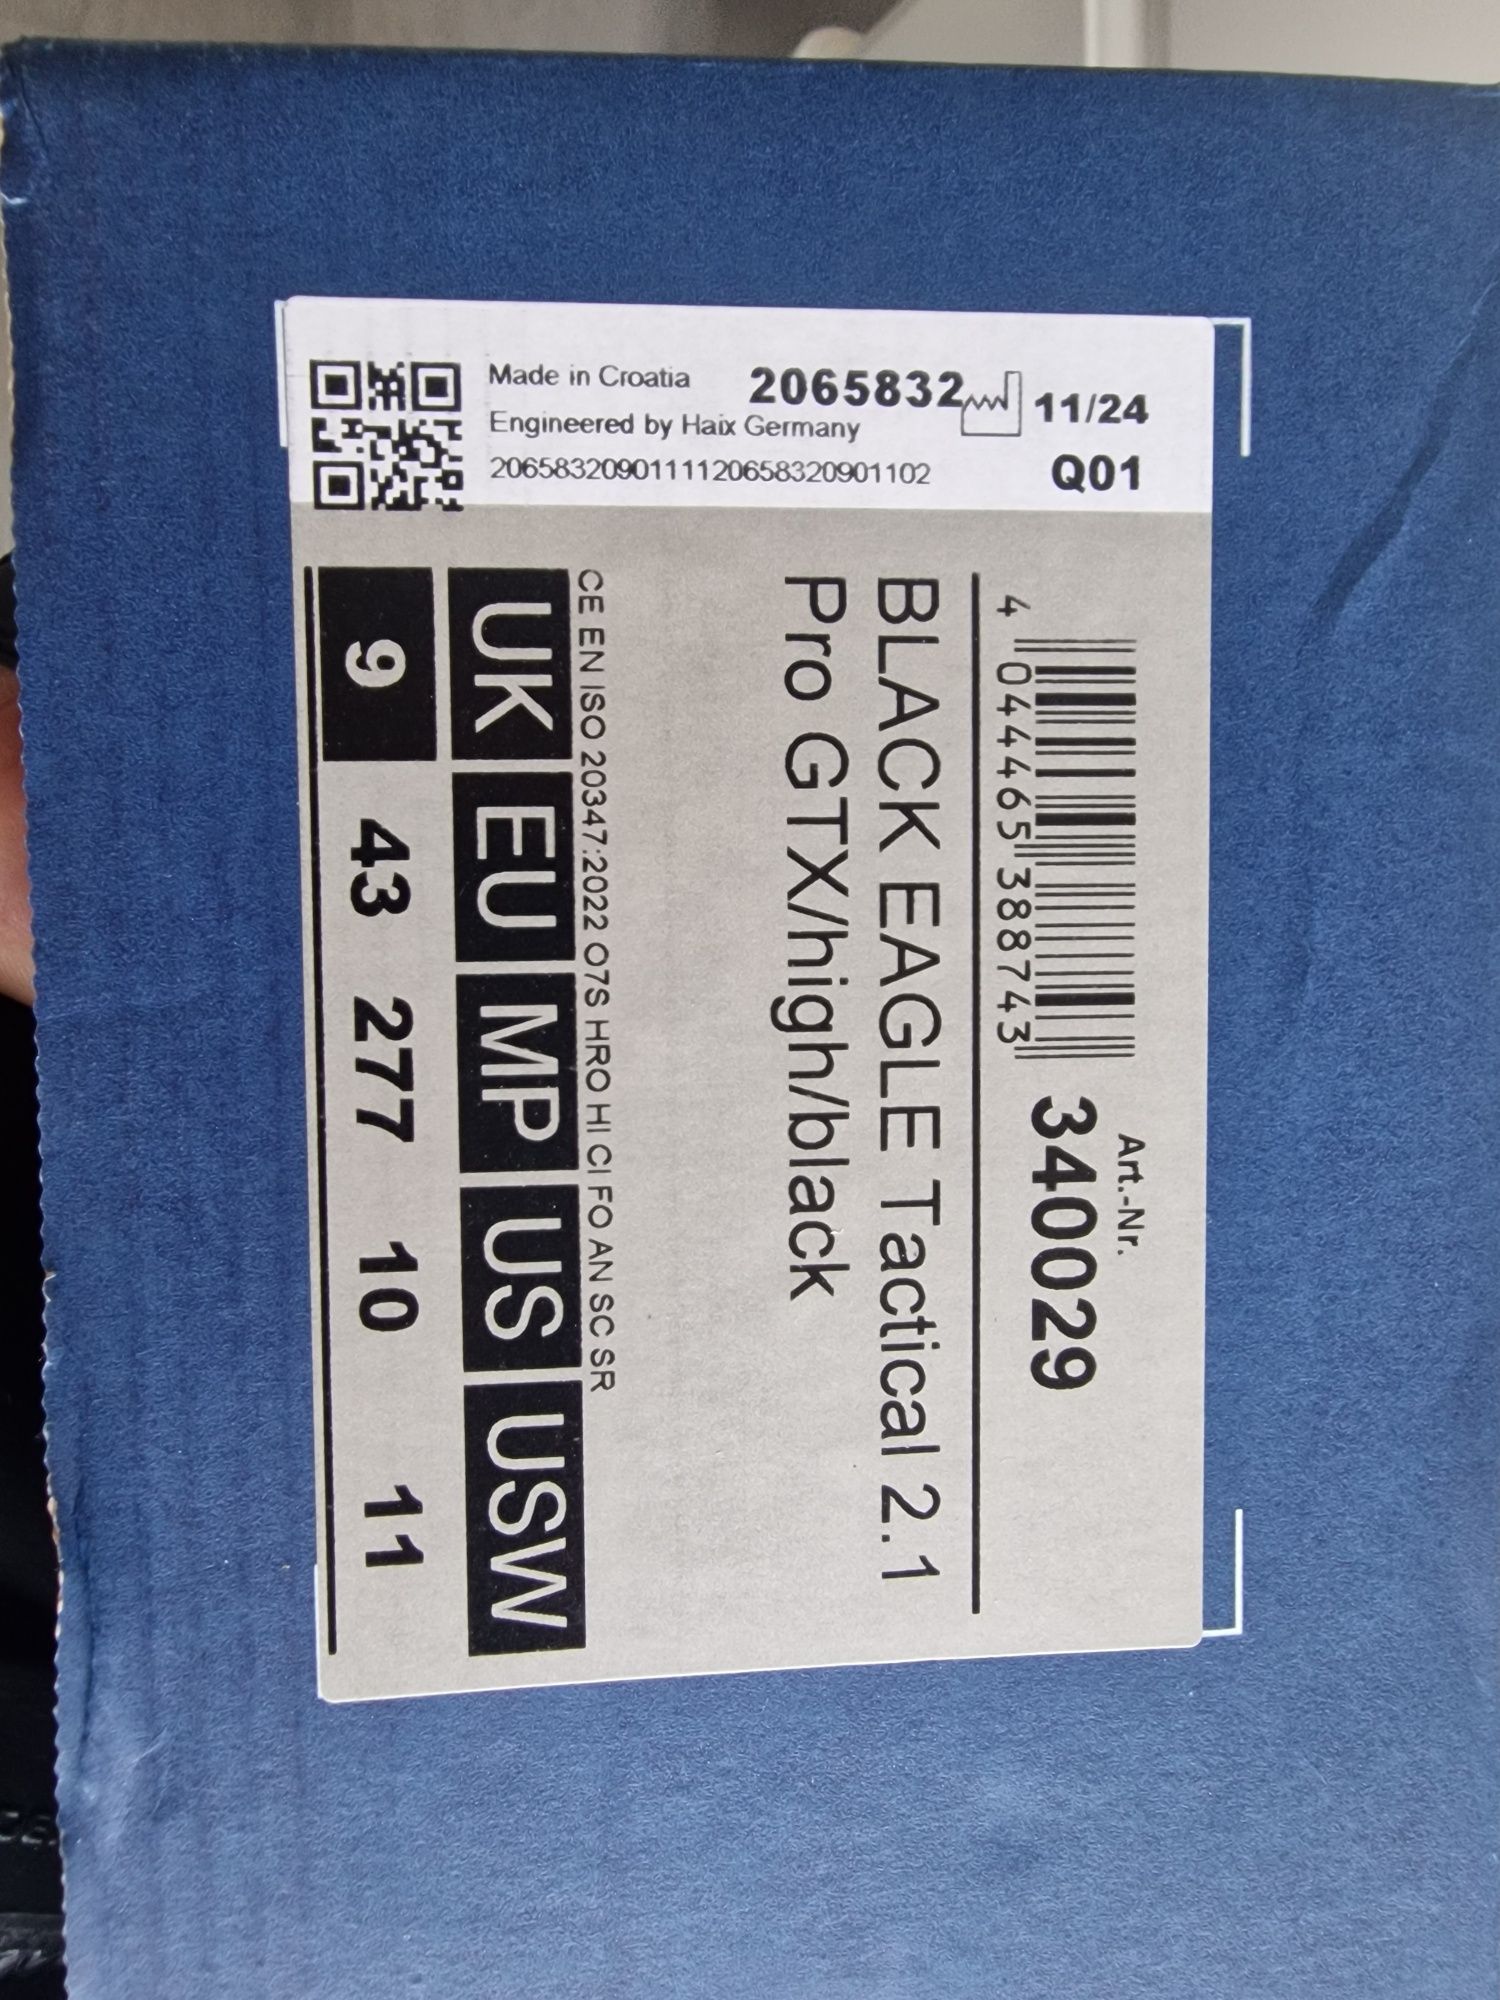 Made in Croatia
2065832
11/24
Engineered by Haix Germany
20658320901111120658320901102
Q01
4 044465 388743
Art.-Nr.
340029
BLACK EAGLE Tactical 2.1
Pro GTX/high/black
CE EN ISO 20347:2022 O7S HRO HI CI FO AN SC SR
UK EU MP US USW
9 43 277 10 11